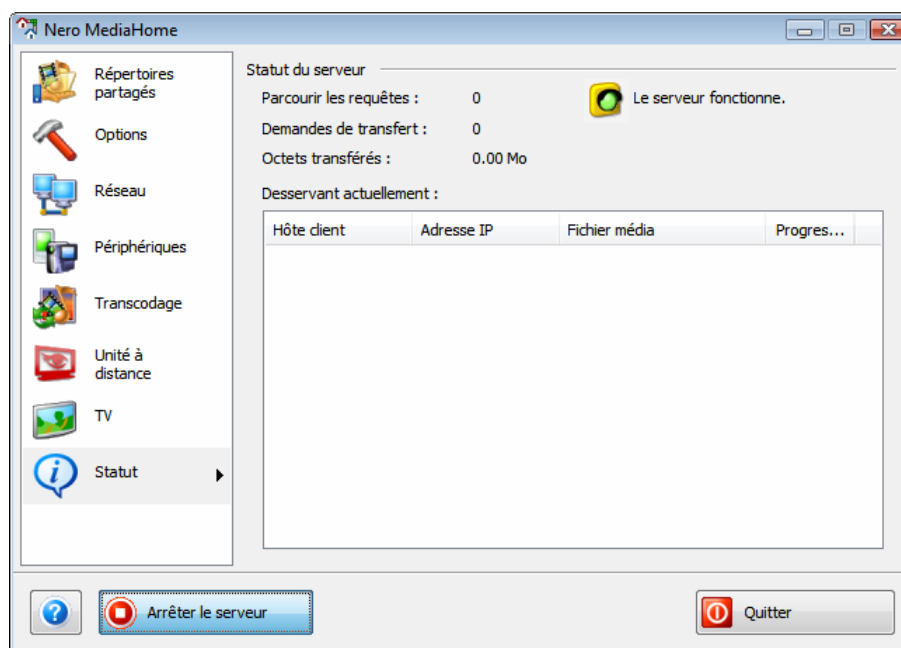 Nero MediaHome
Répertoires
partagés
Options
Réseau
Périphériques
Transcodage
Unité à
distance
TV
Statut
Statut du serveur
Parcourir les requêtes : 0
Le serveur fonctionne.
Demandes de transfert : 0
Octets transférés : 0.00 Mo
Desservant actuellement :
Hôte client Adresse IP Fichier média Progres...
Arrêter le serveur
Quitter